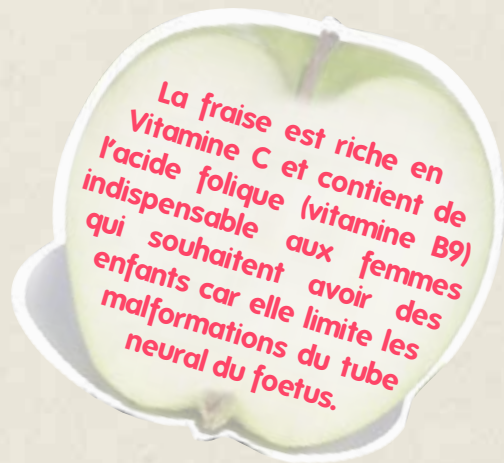 La fraise est riche en
Vitamine C et contient de
l'acide folique (vitamine B9)
indispensable aux femmes
qui souhaitent avoir des
enfants car elle limite les
malformations du tube
neural du foetus.